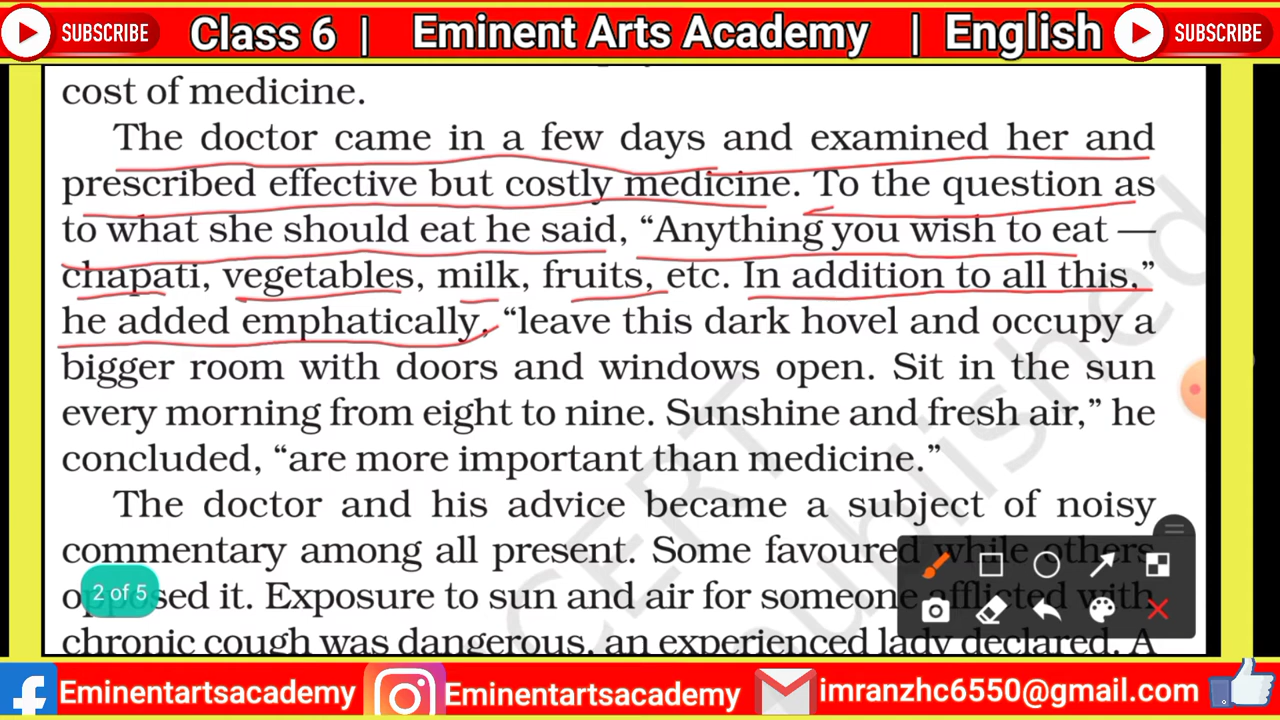 SUBSCRIBE Class 6 | Eminent Arts Academy | English SUBSCRIBE
cost of medicine.
The doctor came in a few days and examined her and
prescribed effective but costly medicine. To the question as
to what she should eat he said, “Anything you wish to eat —
chapati, vegetables, milk, fruits, etc. In addition to all this,”
he added emphatically, “leave this dark hovel and occupy a
bigger room with doors and windows open. Sit in the sun
every morning from eight to nine. Sunshine and fresh air,” he
concluded, “are more important than medicine.”
The doctor and his advice became a subject of noisy
commentary among all present. Some favoured while others
opposed it. Exposure to sun and air for someone afflicted with
2 of 5
chronic cough was dangerous, an experienced lady declared. A
Eminentartsacademy Eminentartsacademy imranzhc6550@gmail.com